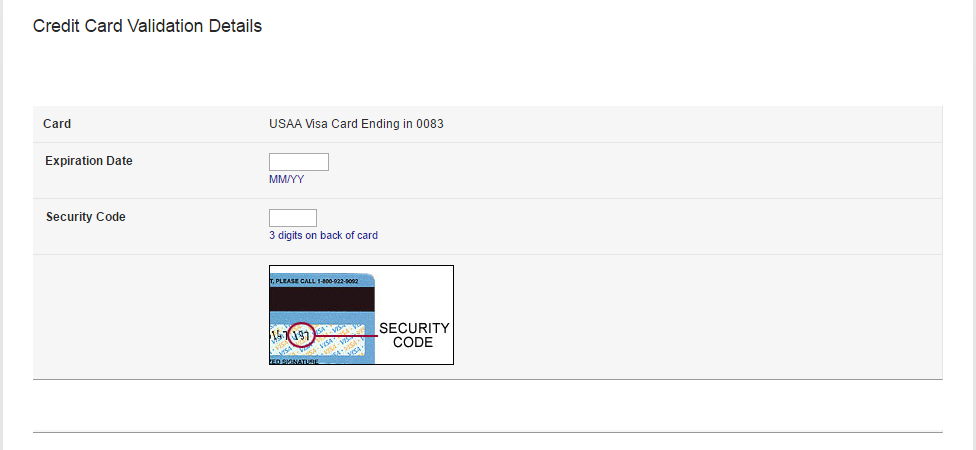 Credit Card Validation Details
Card
USAA Visa Card Ending in 0083
Expiration Date
MM/YY
Security Code
3 digits on back of card
T, PLEASE CALL 1-800-922-9092
197
SECURITY
CODE
ZED SIGNATURE